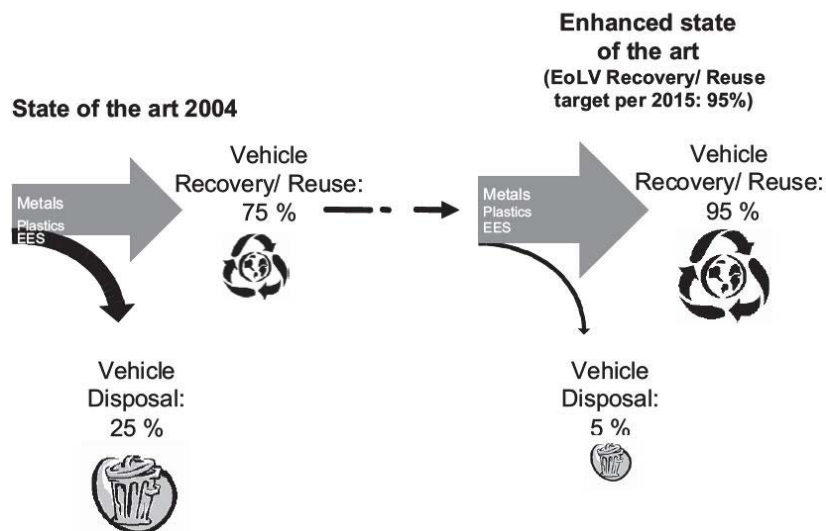 State of the art 2004
Metals
Plastics
EES
Vehicle
Recovery/ Reuse:
75 %
Vehicle
Disposal:
25 %
Enhanced state
of the art
(EoLV Recovery/ Reuse
target per 2015: 95%)
Metals
Plastics
EES
Vehicle
Recovery/ Reuse:
95 %
Vehicle
Disposal:
5 %